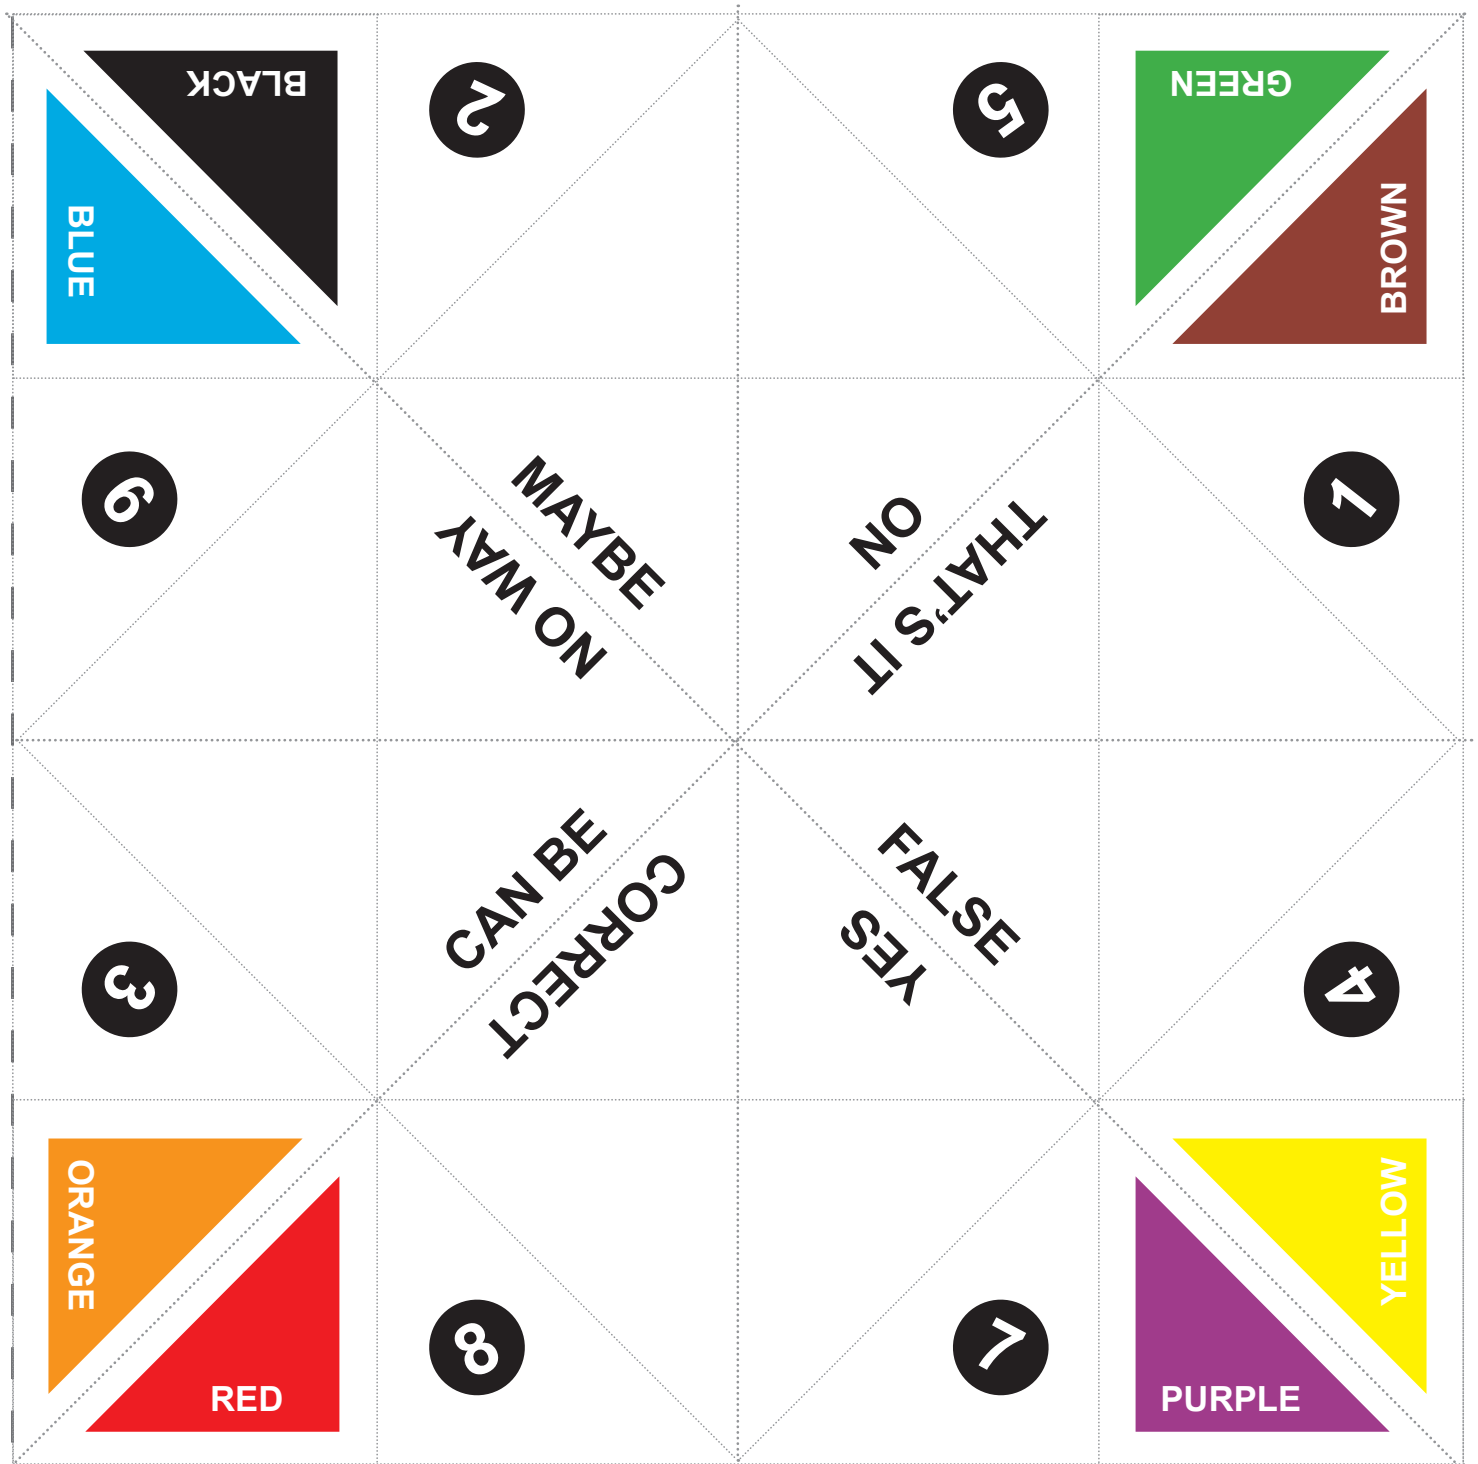 BLACK
2
5
GREEN
BLUE
BROWN
6
MAYBE
NO WAY
NO
THAT'S IT
1
3
CAN BE
CORRECT
FALSE
YES
4
ORANGE
RED
8
7
PURPLE
YELLOW